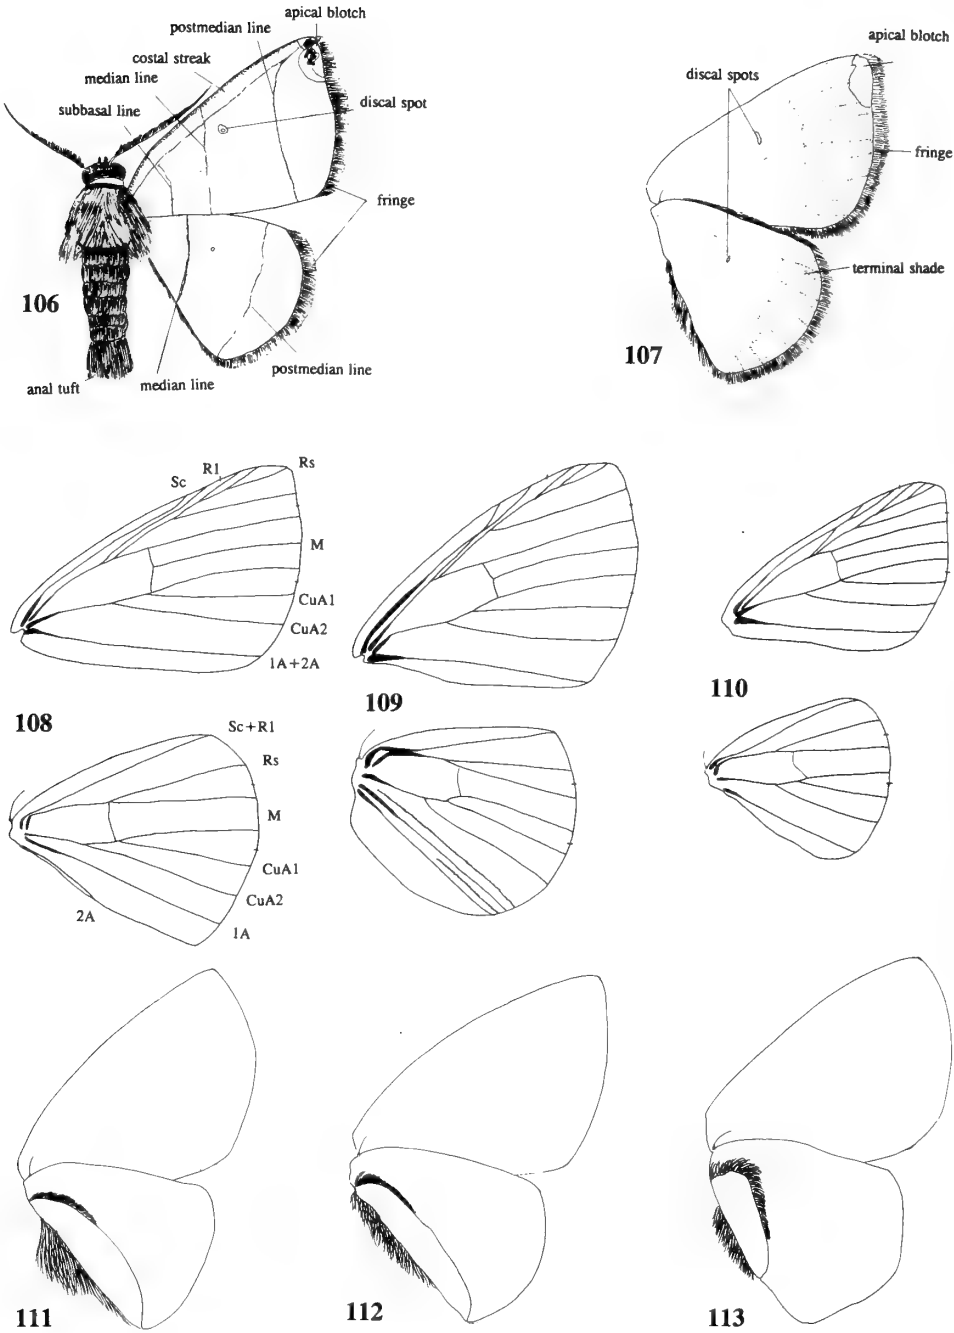 apical blotch
postmedian line
costal streak
median line
subbasal line
discal spot
fringe
106
anal tuft
median line
postmedian line
apical blotch
discal spots
fringe
terminal shade
107
Sc
R1
Rs
M
CuA1
CuA2
1A+2A
108
109
110
Sc+R1
Rs
M
CuA1
CuA2
2A
1A
111
112
113